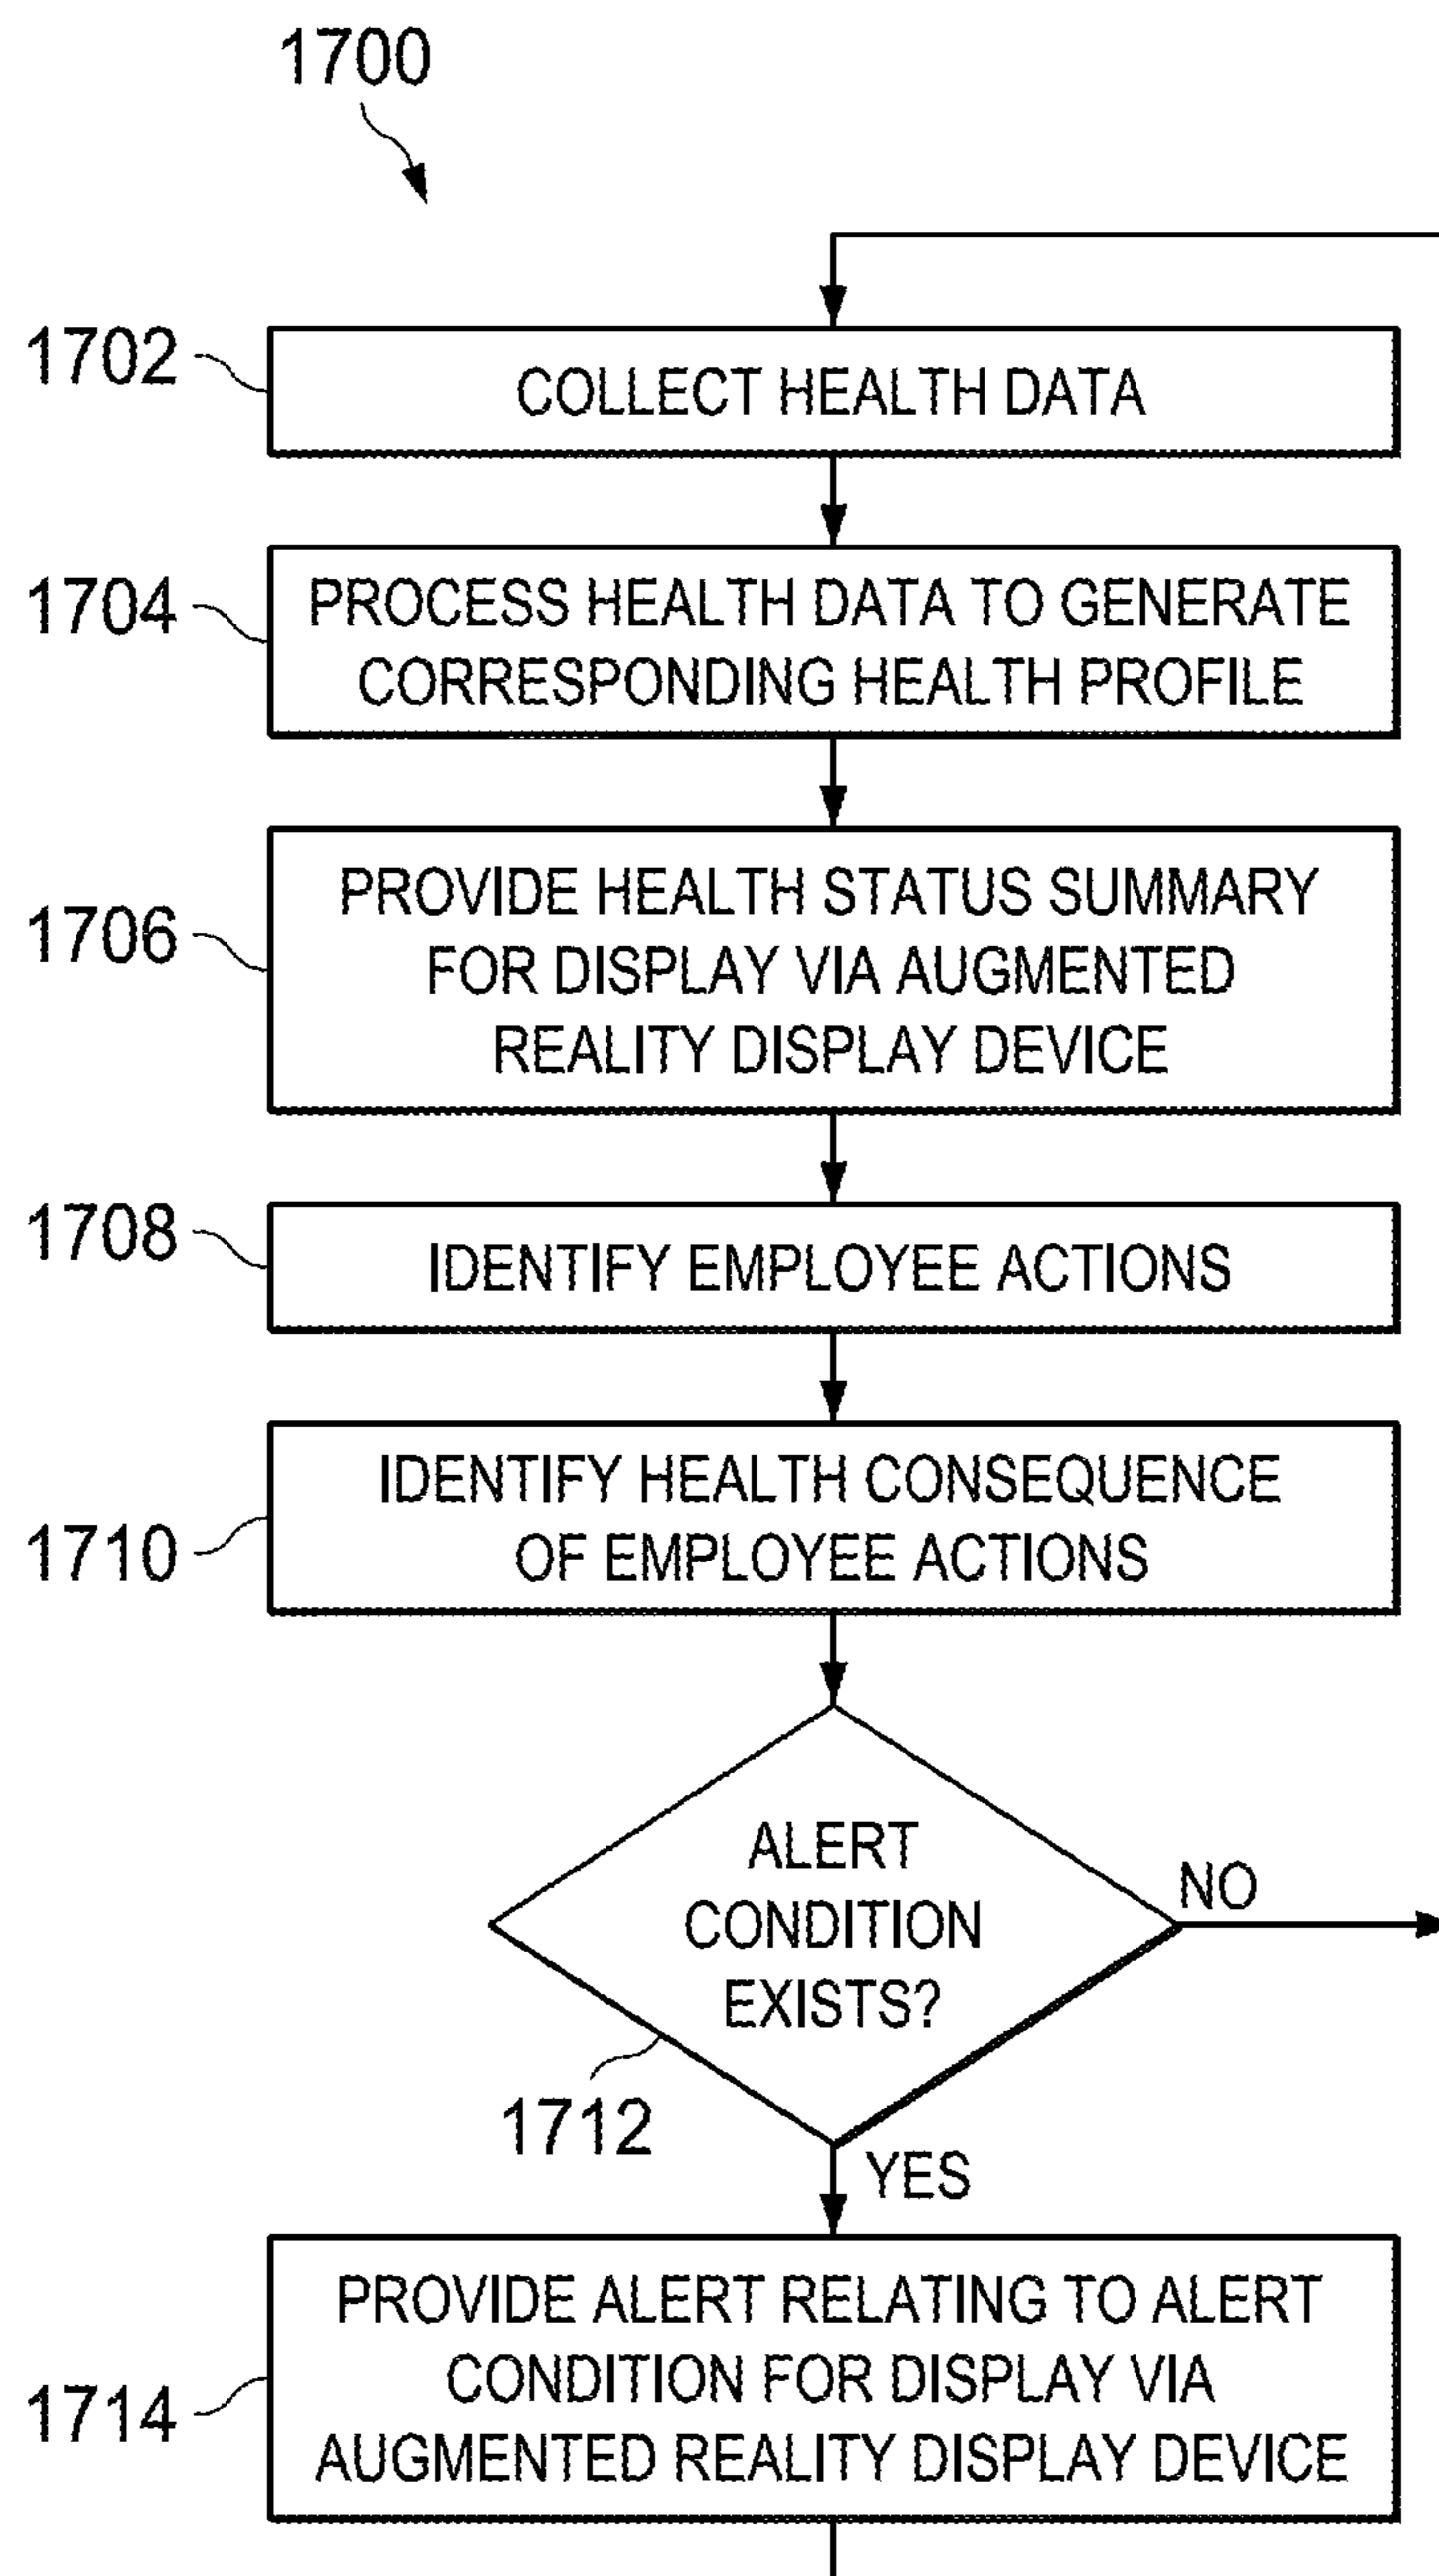 1700
1702
COLLECT HEALTH DATA
1704
PROCESS HEALTH DATA TO GENERATE
CORRESPONDING HEALTH PROFILE
1706
PROVIDE HEALTH STATUS SUMMARY
FOR DISPLAY VIA AUGMENTED
REALITY DISPLAY DEVICE
1708
IDENTIFY EMPLOYEE ACTIONS
1710
IDENTIFY HEALTH CONSEQUENCE
OF EMPLOYEE ACTIONS
ALERT
CONDITION
EXISTS?
NO
1712
YES
1714
PROVIDE ALERT RELATING TO ALERT
CONDITION FOR DISPLAY VIA
AUGMENTED REALITY DISPLAY DEVICE